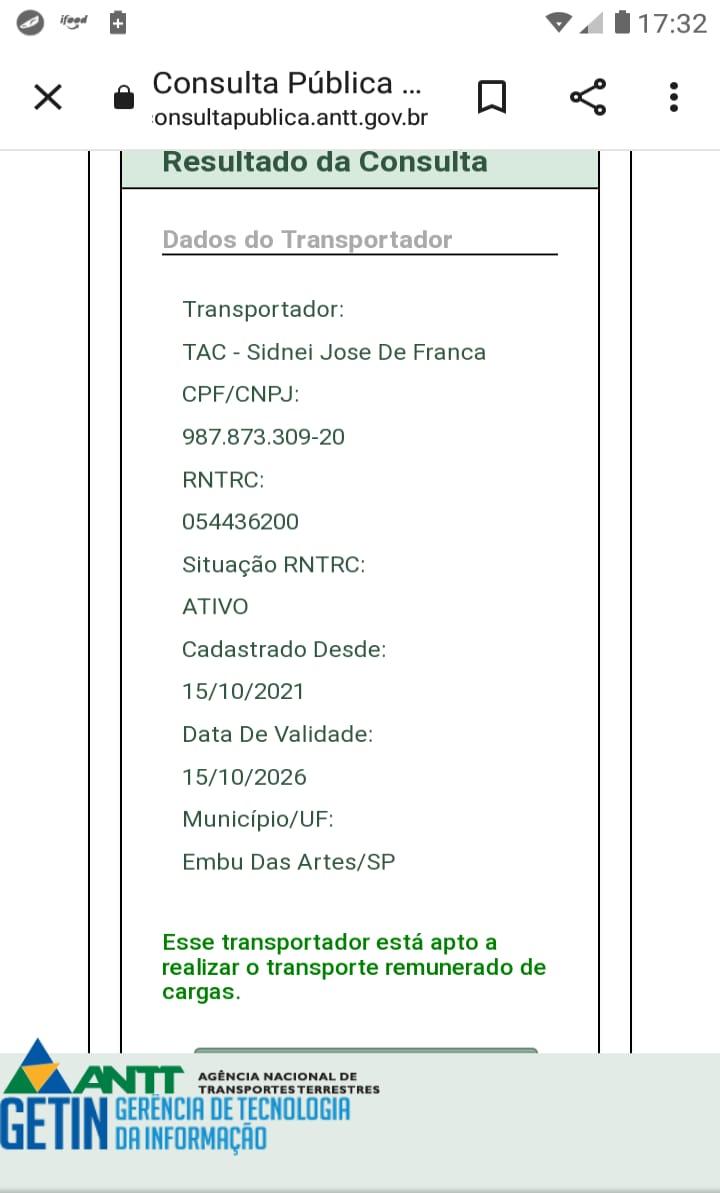 ifood
17:32
Consulta Pública ...
onsultapublica.antt.gov.br
Resultado da Consulta
Dados do Transportador
Transportador:
TAC - Sidnei Jose De Franca
CPF/CNPJ:
987.873.309-20
RNTRC:
054436200
Situação RNTRC:
ATIVO
Cadastrado Desde:
15/10/2021
Data De Validade:
15/10/2026
Município/UF:
Embu Das Artes/SP
Esse transportador está apto a
realizar o transporte remunerado de
cargas.
ANTT AGÊNCIA NACIONAL DE
TRANSPORTES TERRESTRES
GETIN GERÊNCIA DE TECNOLOGIA
DA INFORMAÇÃO